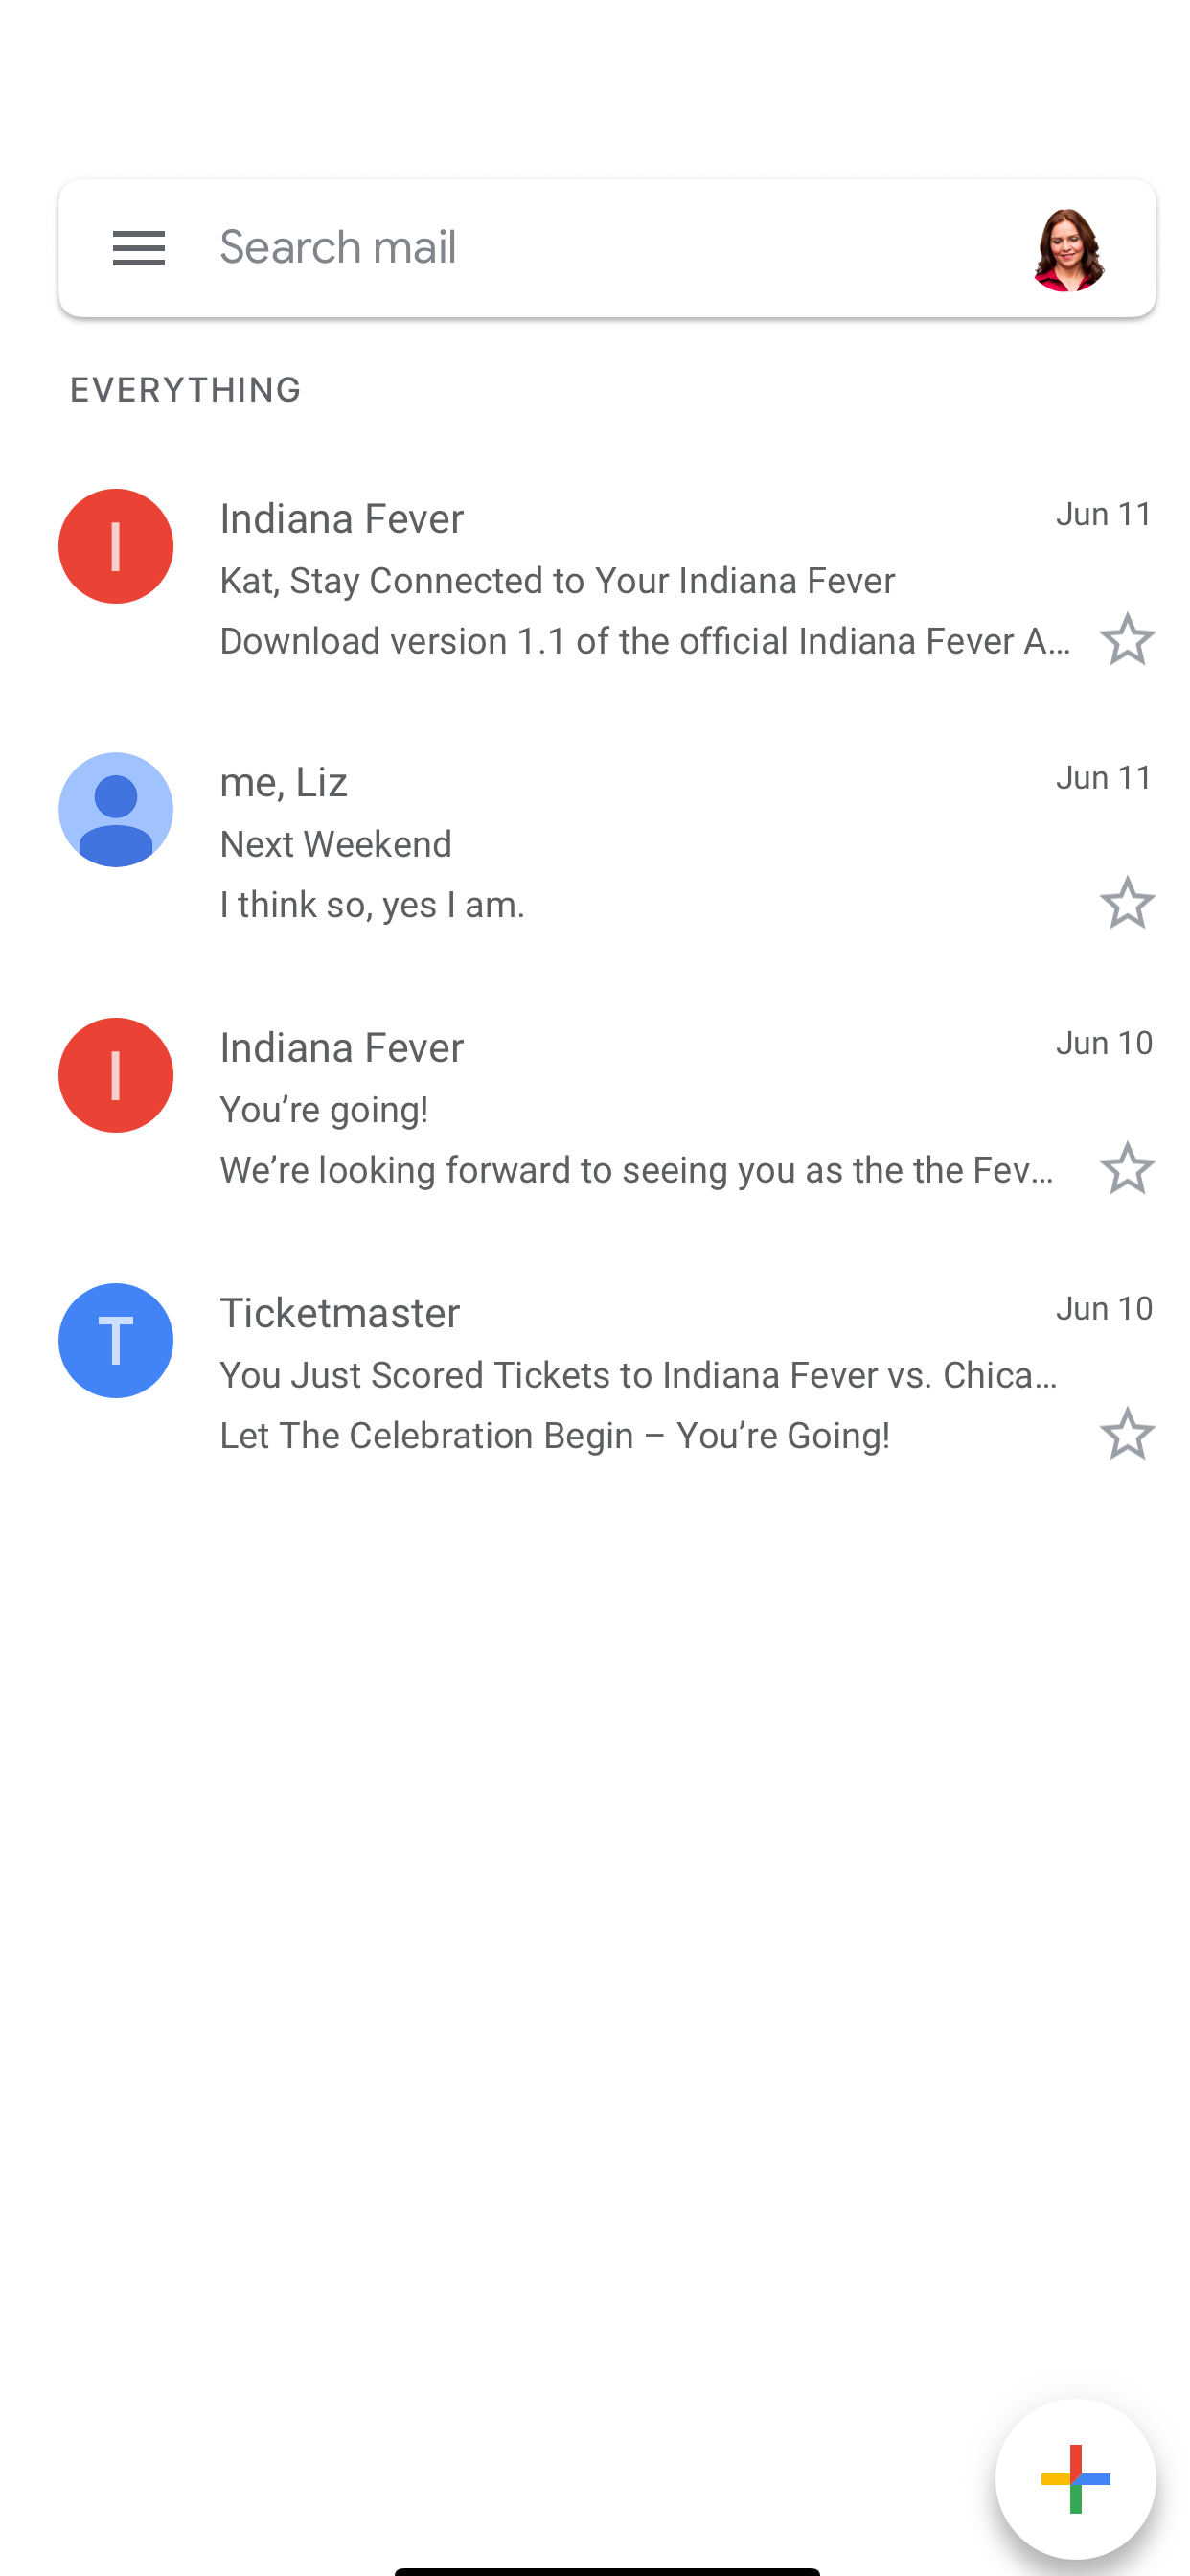 Search mail
EVERYTHING
I
Indiana Fever
Jun 11
Kat, Stay Connected to Your Indiana Fever
Download version 1.1 of the official Indiana Fever A...
me, Liz
Jun 11
Next Weekend
I think so, yes I am.
I
Indiana Fever
Jun 10
You’re going!
We’re looking forward to seeing you as the the Fev...
T
Ticketmaster
Jun 10
You Just Scored Tickets to Indiana Fever vs. Chica...
Let The Celebration Begin – You’re Going!